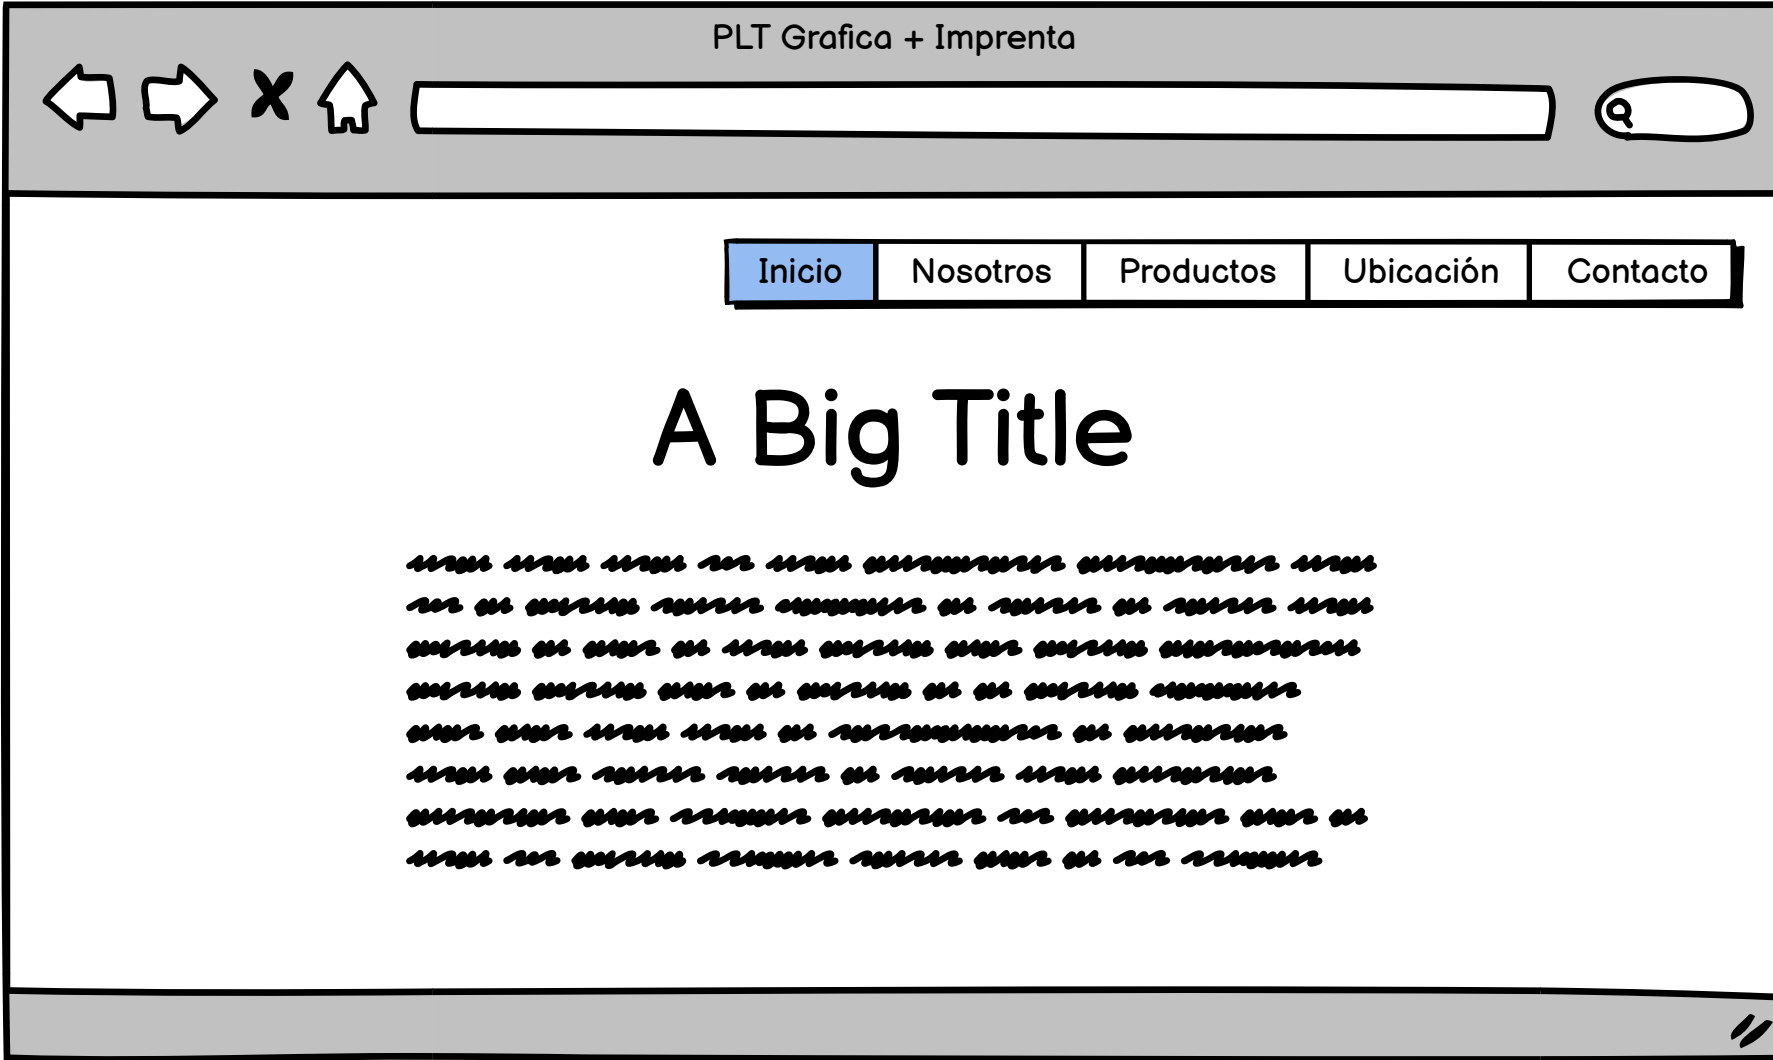 PLT Grafica + Imprenta
Inicio Nosotros Productos Ubicación Contacto
A Big Title